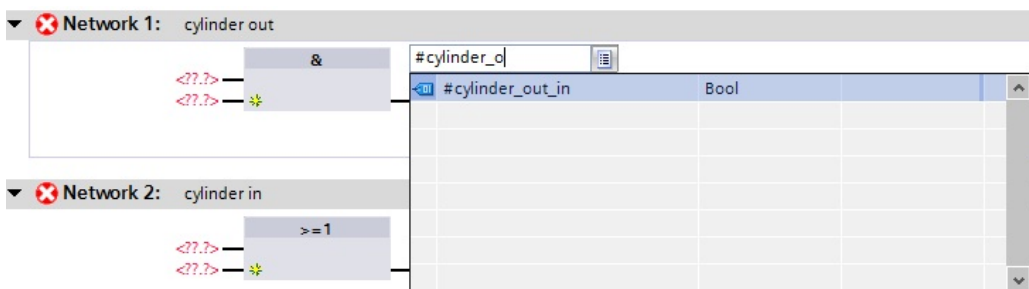 Network 1: cylinder out
& #cylinder_o
<??.?>
<??.?>
#cylinder_out_in Bool
Network 2: cylinder in
>=1
<??.?>
<??.?>